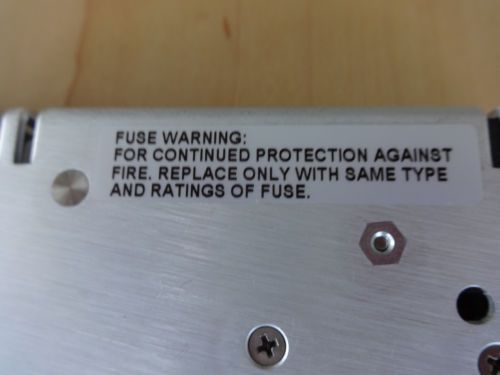 FUSE WARNING:
FOR CONTINUED PROTECTION AGAINST
FIRE. REPLACE ONLY WITH SAME TYPE
AND RATINGS OF FUSE.